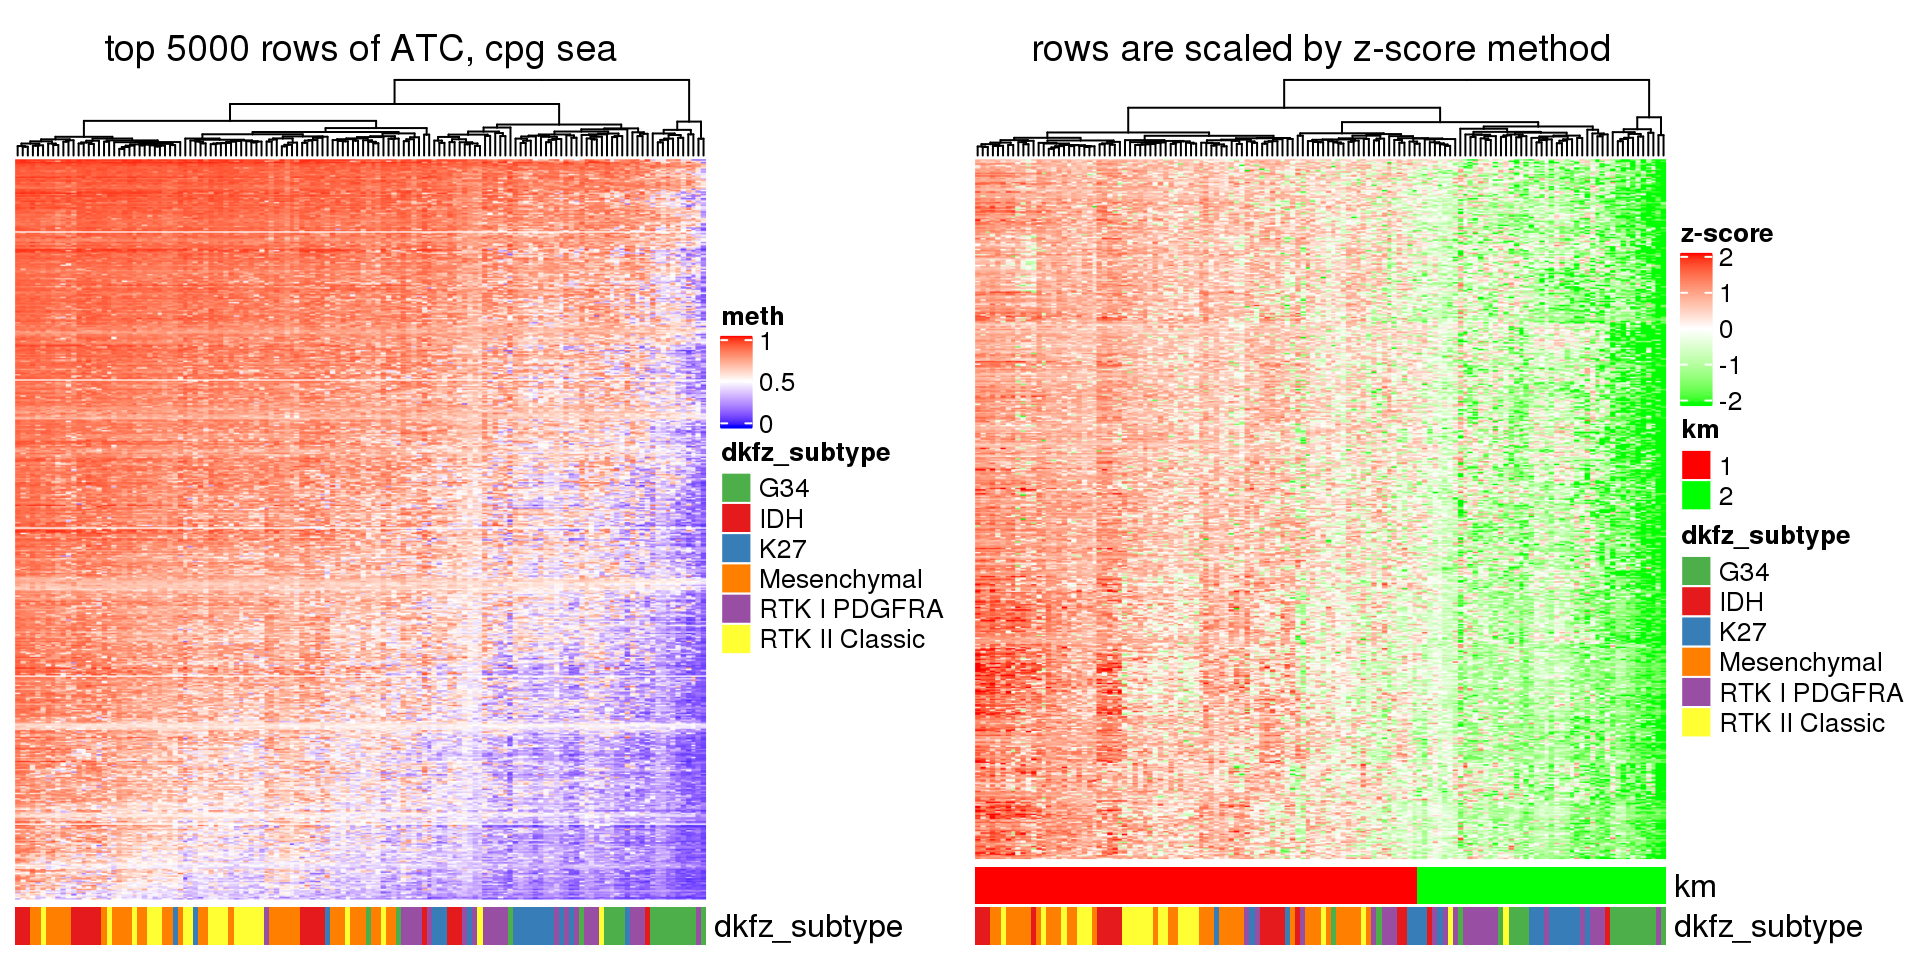 top 5000 rows of ATC, cpg sea
meth
1
0.5
0
dkfz_subtype
G34
IDH
K27
Mesenchymal
RTK I PDGFRA
RTK II Classic
dkfz_subtype
rows are scaled by z-score method
z-score
2
1
0
-1
-2
km
1
2
dkfz_subtype
G34
IDH
K27
Mesenchymal
RTK I PDGFRA
RTK II Classic
km
dkfz_subtype